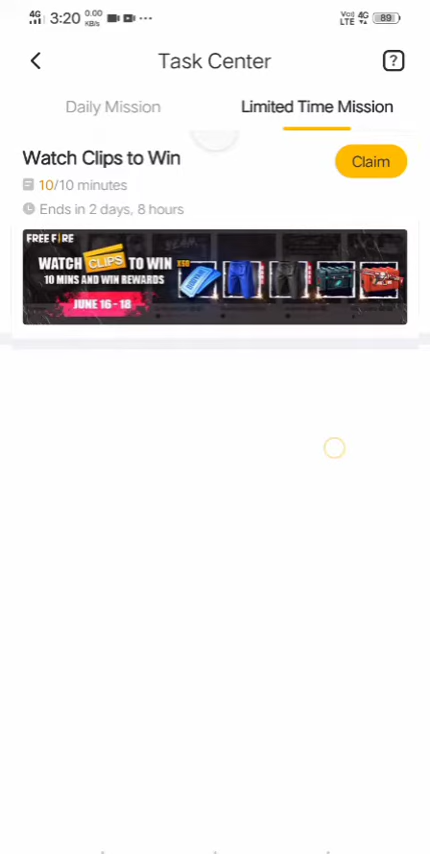 4G 3:20 0.00 KB/s ··· Vo) LTE 4G 89
Task Center ?
Daily Mission Limited Time Mission
Watch Clips to Win Claim
10/10 minutes
Ends in 2 days, 8 hours
FREE FIRE
WATCH CLIPS TO WIN
10 MINS AND WIN REWARDS
JUNE 16 - 18